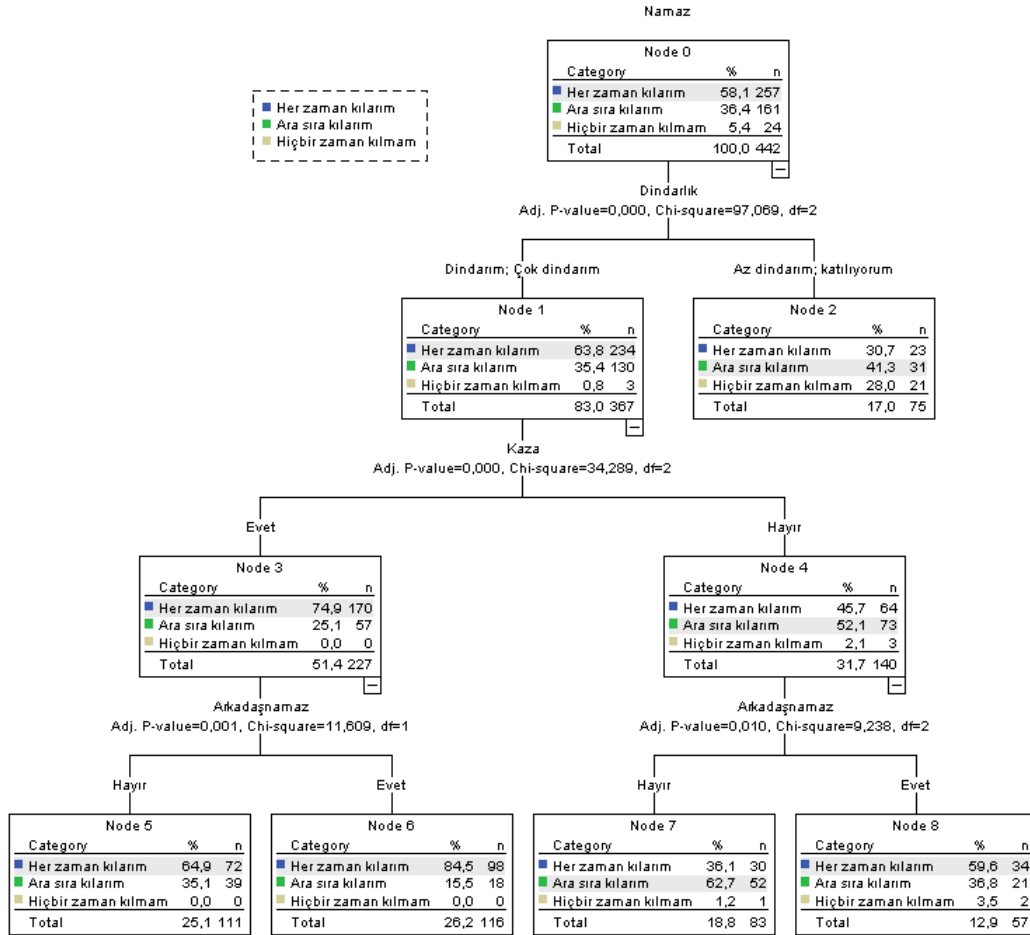 Namaz
Node 0
Category % n
Her zaman kılarım 58,1 257
Ara sıra kılarım 36,4 161
Hiçbir zaman kılmam 5,4 24
Total 100,0 442
Her zaman kılarım
Ara sıra kılarım
Hiçbir zaman kılmam
Dindarlık
Adj. P-value=0,000, Chi-square=97,069, df=2
Dindarım; Çok dindarım
Az dindarım; katılıyorum
Node 1
Category % n
Her zaman kılarım 63,8 234
Ara sıra kılarım 35,4 130
Hiçbir zaman kılmam 0,8 3
Total 83,0 367
Node 2
Category % n
Her zaman kılarım 30,7 23
Ara sıra kılarım 41,3 31
Hiçbir zaman kılmam 28,0 21
Total 17,0 75
Kaza
Adj. P-value=0,000, Chi-square=34,289, df=2
Evet
Hayır
Node 3
Category % n
Her zaman kılarım 74,9 170
Ara sıra kılarım 25,1 57
Hiçbir zaman kılmam 0,0 0
Total 51,4 227
Node 4
Category % n
Her zaman kılarım 45,7 64
Ara sıra kılarım 52,1 73
Hiçbir zaman kılmam 2,1 3
Total 31,7 140
Arkadaşnamaz
Adj. P-value=0,001, Chi-square=11,609, df=1
Arkadaşnamaz
Adj. P-value=0,010, Chi-square=9,238, df=2
Hayır
Evet
Hayır
Evet
Node 5
Category % n
Her zaman kılarım 64,9 72
Ara sıra kılarım 35,1 39
Hiçbir zaman kılmam 0,0 0
Total 25,1 111
Node 6
Category % n
Her zaman kılarım 84,5 98
Ara sıra kılarım 15,5 18
Hiçbir zaman kılmam 0,0 0
Total 26,2 116
Node 7
Category % n
Her zaman kılarım 36,1 30
Ara sıra kılarım 62,7 52
Hiçbir zaman kılmam 1,2 1
Total 18,8 83
Node 8
Category % n
Her zaman kılarım 59,6 34
Ara sıra kılarım 36,8 21
Hiçbir zaman kılmam 3,5 2
Total 12,9 57